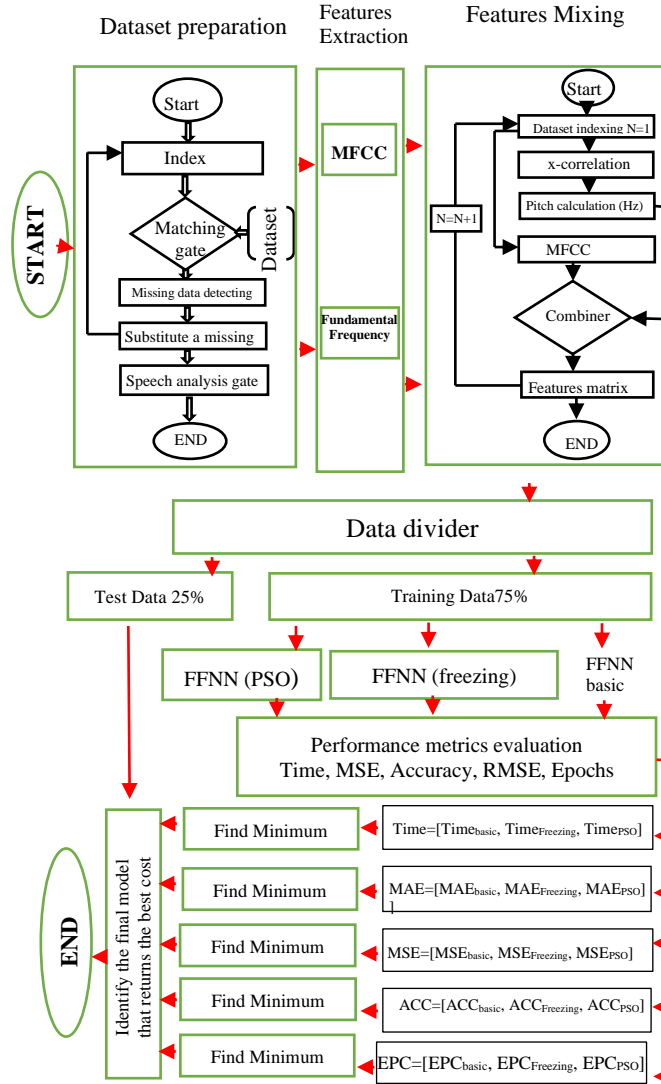 Dataset preparation
Features
Extraction
Features Mixing
START
Start
Index
Matching
gate
Dataset
Missing data detecting
Substitute a missing
Speech analysis gate
END
MFCC
Fundamental
Frequency
Start
Dataset indexing N=1
x-correlation
Pitch calculation (Hz)
N=N+1
MFCC
Combiner
Features matrix
END
Data divider
Test Data 25%
Training Data75%
FFNN (PSO)
FFNN (freezing)
FFNN
basic
Performance metrics evaluation
Time, MSE, Accuracy, RMSE, Epochs
END
Identify the final model
that returns the best cost
Find Minimum
Time=[Timebasic, TimeFreezing, TimePSO]
Find Minimum
MAE=[MAEbasic, MAEFreezing, MAEPSO]
]
Find Minimum
MSE=[MSEbasic, MSEFreezing, MSEPSO]
Find Minimum
ACC=[ACCbasic, ACCFreezing, ACCPSO]
Find Minimum
EPC=[EPCbasic, EPCFreezing, EPCPSO]